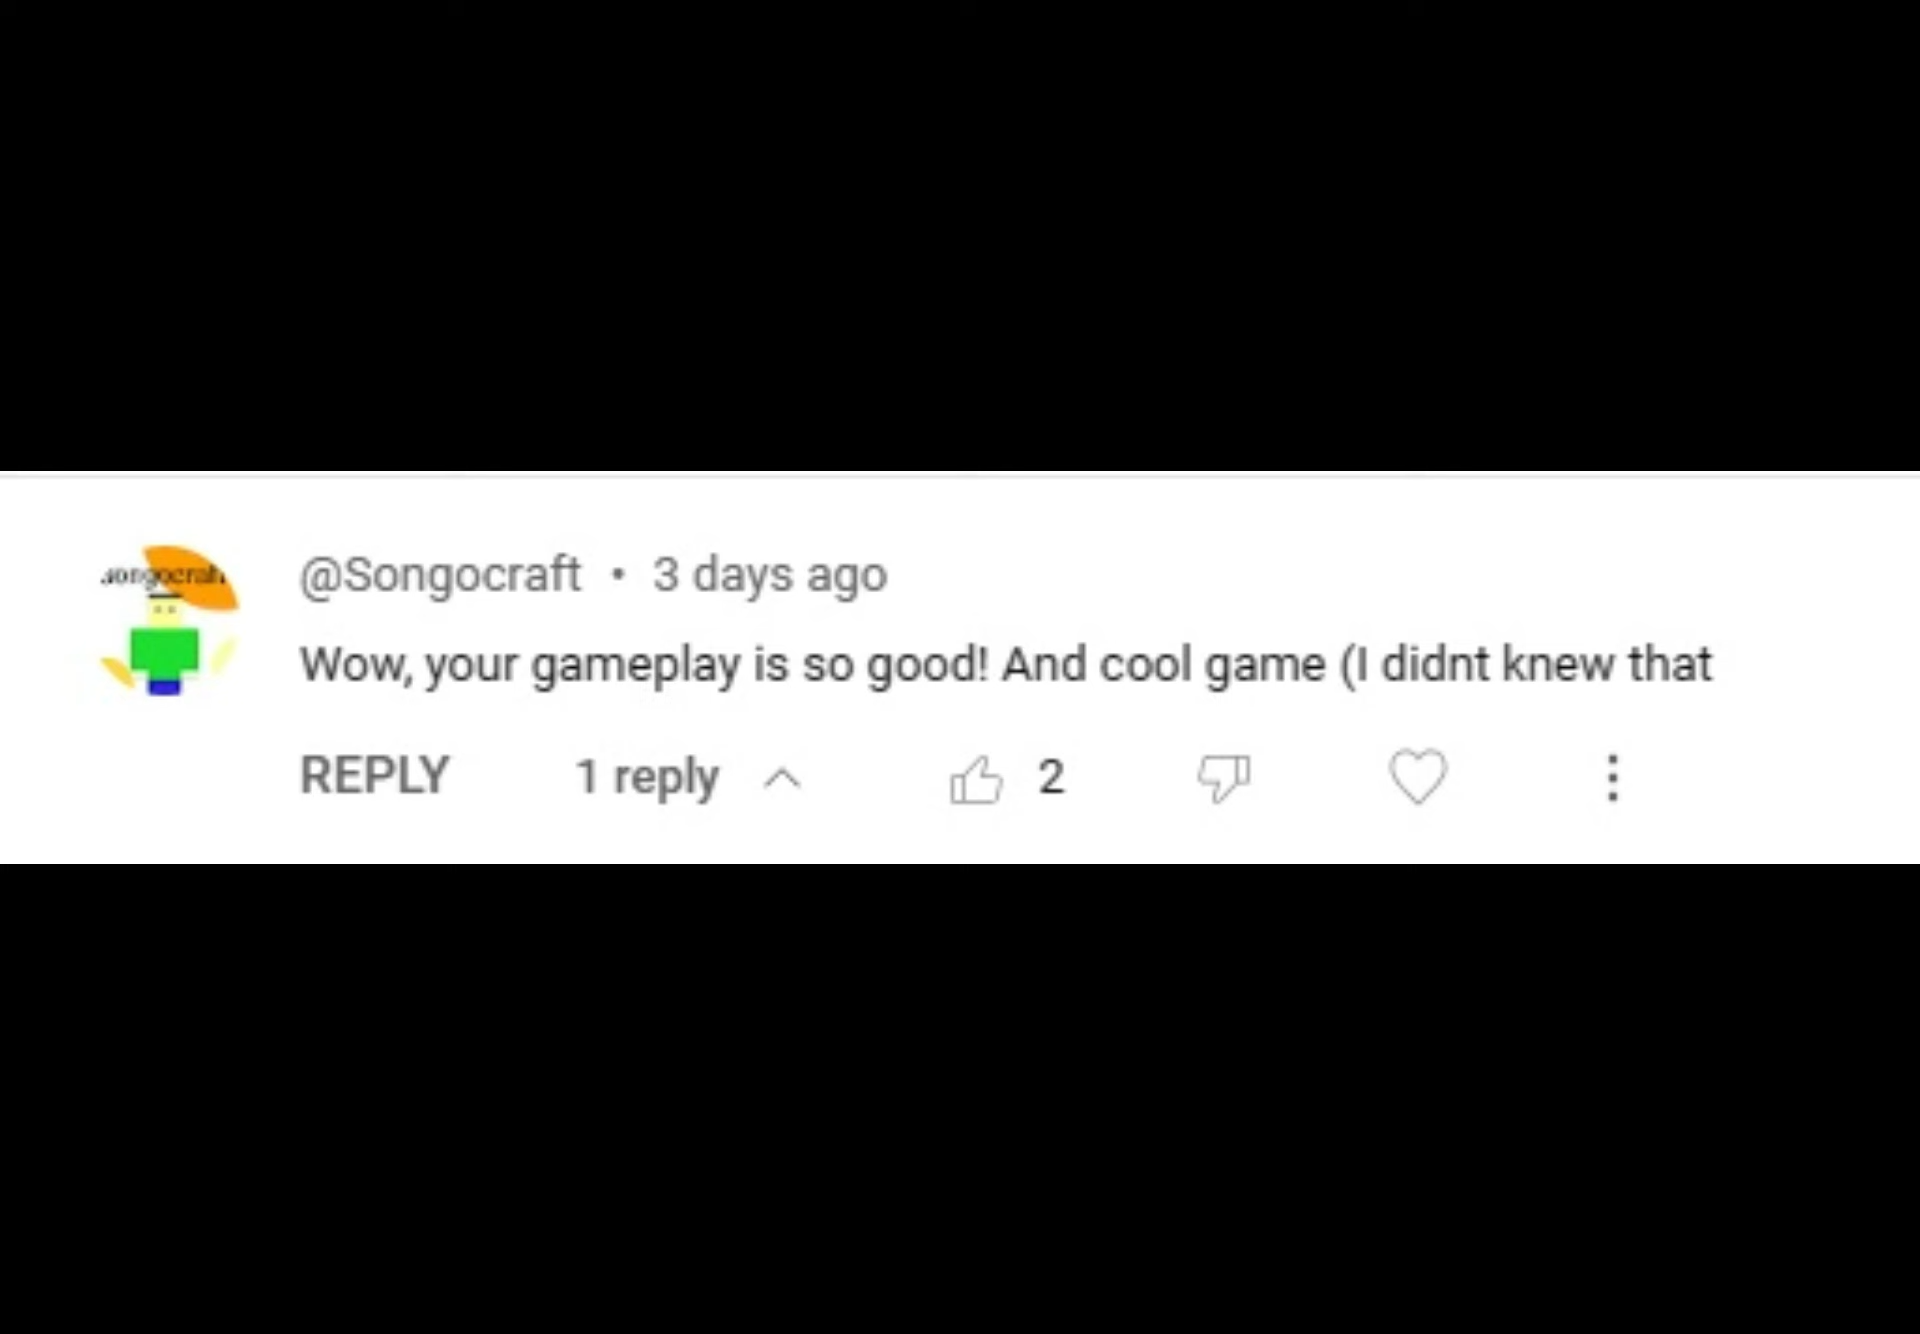 songocraft
@Songocraft • 3 days ago
Wow, your gameplay is so good! And cool game (I didnt knew that
REPLY 1 reply 2